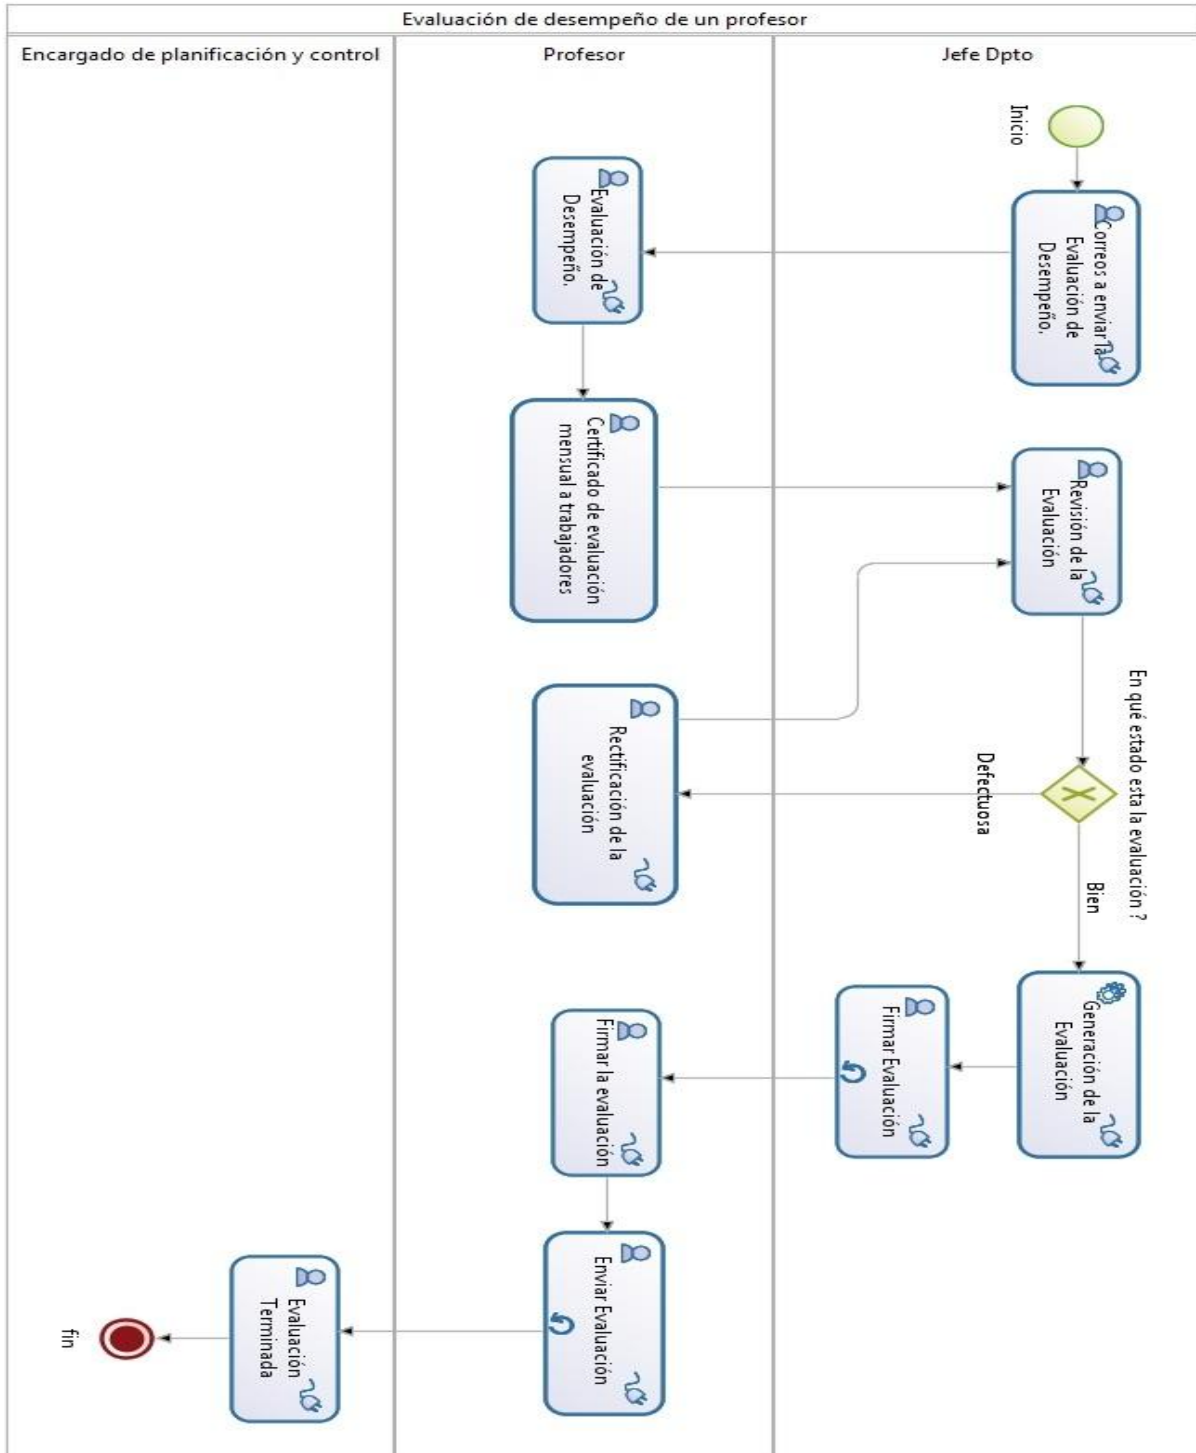 Evaluación de desempeño de un profesor
Encargado de planificación y control
Profesor
Jefe Dpto
Inicio
Correos a enviar la
Evaluación de
Desempeño.
Evaluación de
Desempeño.
Certificado de evaluación
mensual a trabajadores
Revisión de la
Evaluación
En qué estado esta la evaluación ?
Defectuosa
Bien
Rectificación de la
evaluación
Generación de la
Evaluación
Firmar Evaluación
Firmar la evaluación
Enviar Evaluación
Evaluación
Terminada
fin